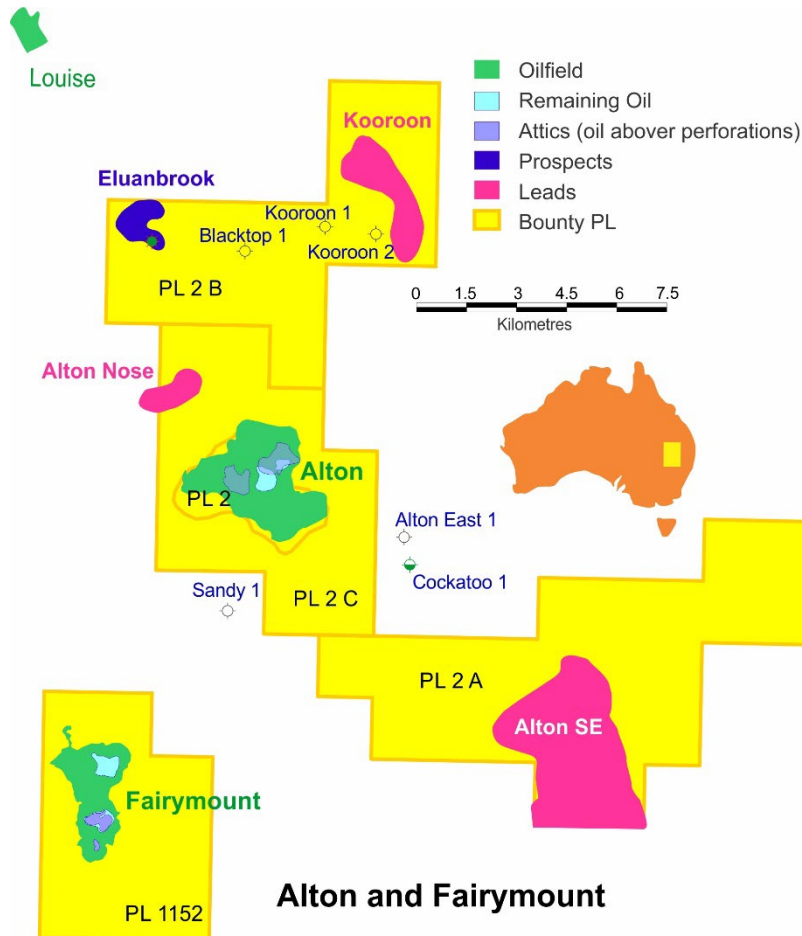 Louise
Oilfield
Remaining Oil
Attics (oil abover perforations)
Prospects
Leads
Bounty PL
Kooroon
Eluanbrook
Kooroon 1
Blacktop 1
Kooroon 2
PL 2 B
0 1.5 3 4.5 6 7.5
Kilometres
Alton Nose
Alton
PL 2
Alton East 1
Cockatoo 1
Sandy 1
PL 2 C
PL 2 A
Alton SE
Fairymount
Alton and Fairymount
PL 1152